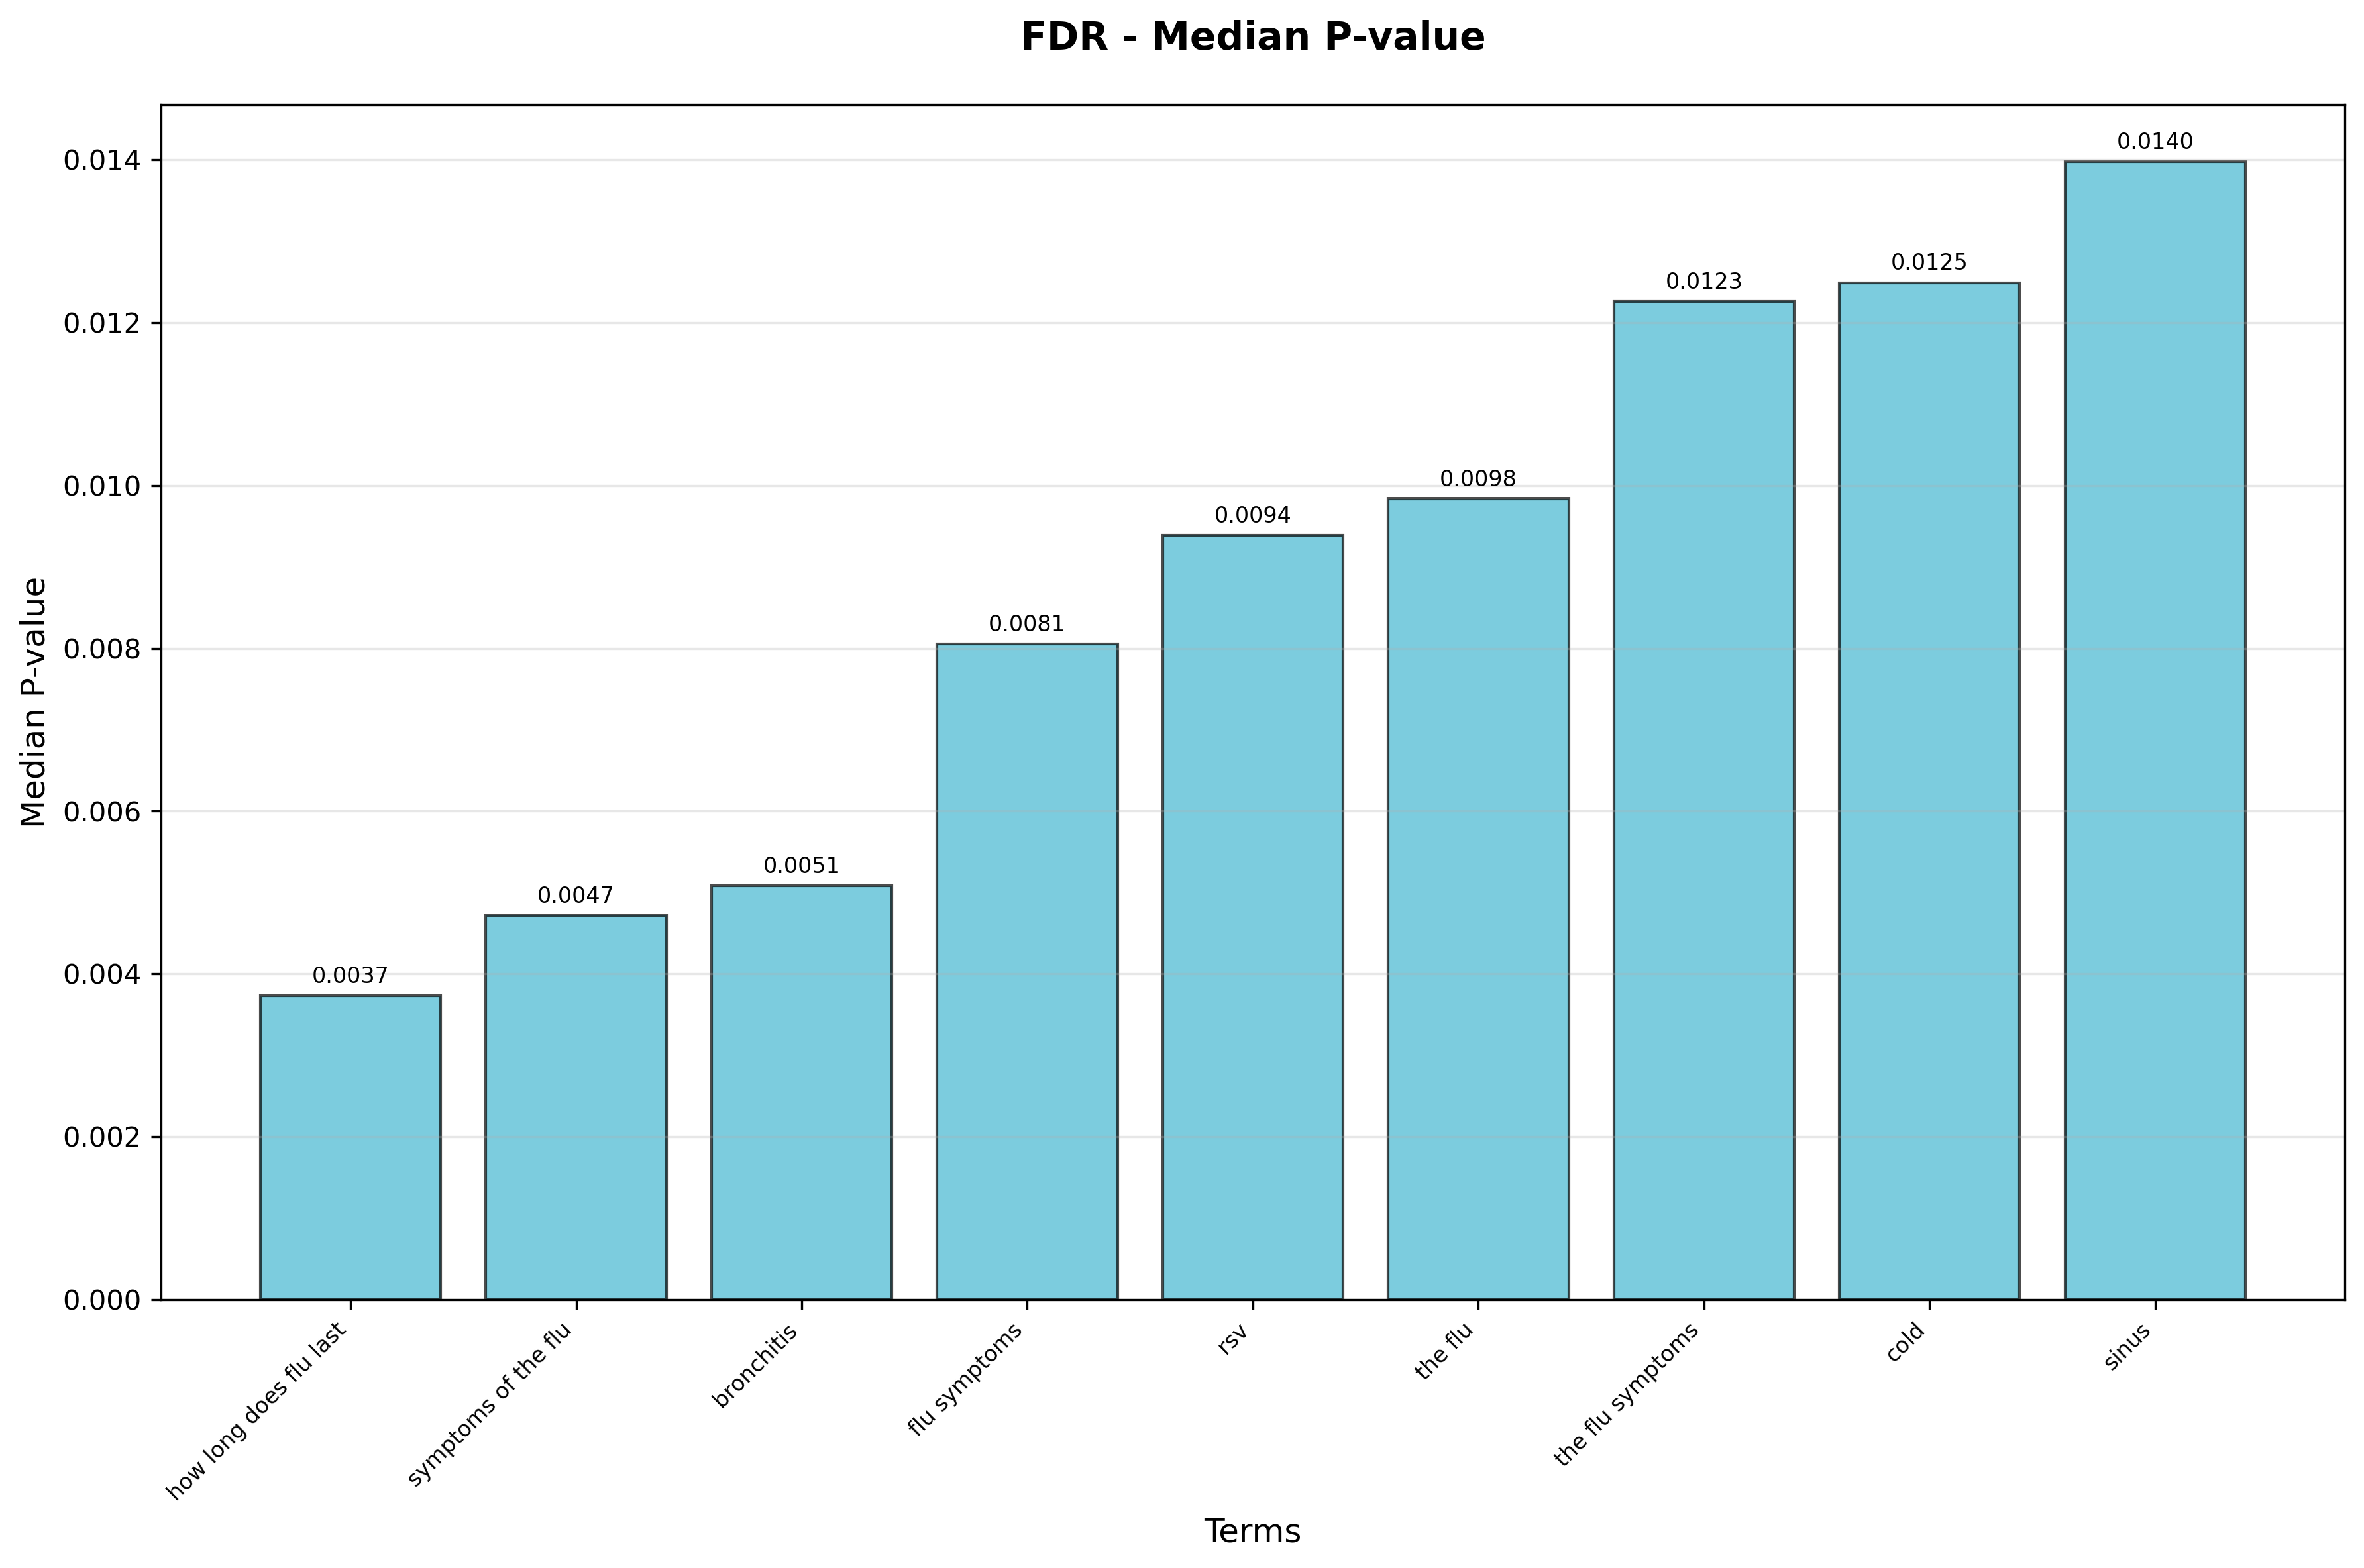 FDR - Median P-value
Median P-value
0.014
0.012
0.010
0.008
0.006
0.004
0.002
0.000
0.0037
0.0047
0.0051
0.0081
0.0094
0.0098
0.0123
0.0125
0.0140
how long does flu last
symptoms of the flu
bronchitis
flu symptoms
rsv
the flu
the flu symptoms
cold
sinus
Terms